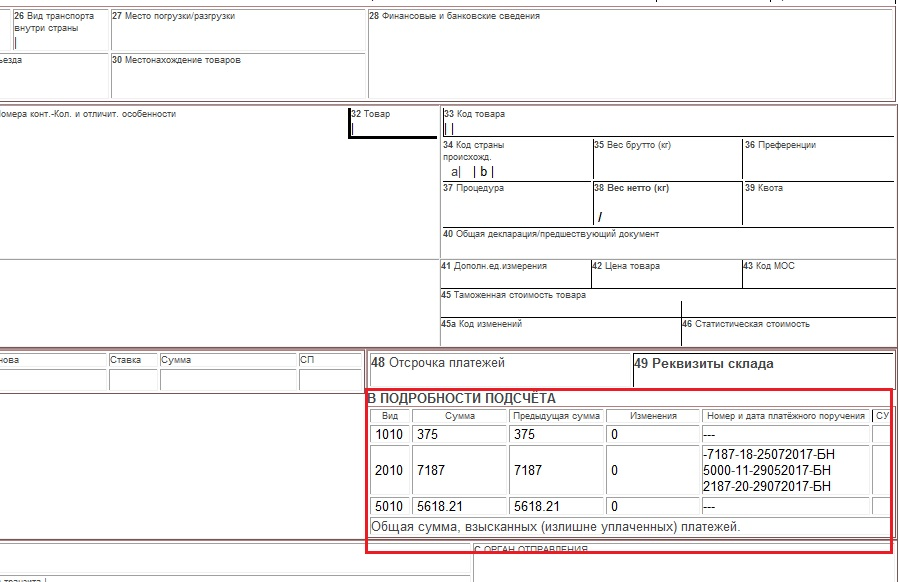 26 Вид транспорта внутри страны
27 Место погрузки/разгрузки
28 Финансовые и банковские сведения
30 Местонахождение товаров
конт.-Кол. и отличит. особенности
32 Товар
33 Код товара
34 Код страны
происхожд.
a| | b |
35 Вес брутто (кг)
36 Преференции
37 Процедура
38 Вес нетто (кг)
/
39 Квота
40 Общая декларация/предшествующий документ
41 Дополн.ед.измерения
42 Цена товара
43 Код МОС
45 Таможенная стоимость товара
45а Код изменений
46 Статистическая стоимость
Ставка
Сумма
СП
48 Отсрочка платежей
49 Реквизиты склада
В ПОДРОБНОСТИ ПОДСЧЁТА
Вид Сумма Предыдущая сумма Изменения Номер и дата платёжного поручения СУ
1010 375 375 0 ---
2010 7187 7187 0 -7187-18-25072017-БН
5000-11-29052017-БН
2187-20-29072017-БН
5010 5618.21 5618.21 0 ---
Общая сумма, взысканных (излишне уплаченных) платежей.
С ОРГАН ОТПРАВЛЕНИЯ